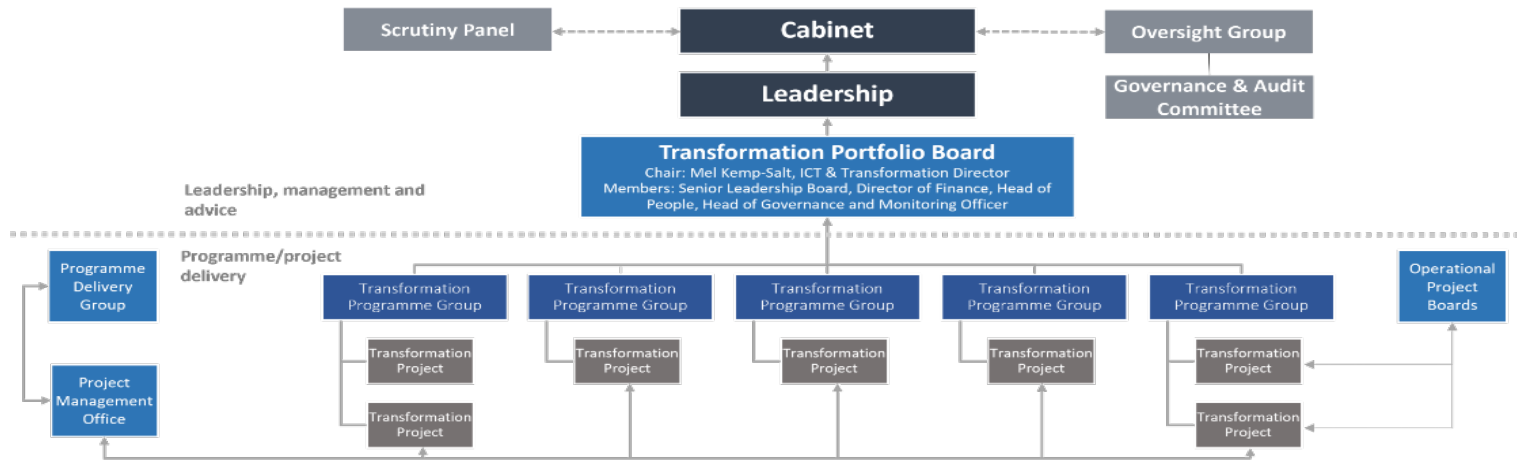 Scrutiny Panel
Cabinet
Oversight Group
Leadership
Governance & Audit
Committee
Transformation Portfolio Board
Chair: Mel Kemp-Salt, ICT & Transformation Director
Members: Senior Leadership Board, Director of Finance, Head of
People, Head of Governance and Monitoring Officer
Leadership, management and
advice
Programme/project
delivery
Programme
Delivery
Group
Transformation
Programme Group
Transformation
Programme Group
Transformation
Programme Group
Transformation
Programme Group
Transformation
Programme Group
Operational
Project
Boards
Transformation
Project
Transformation
Project
Transformation
Project
Transformation
Project
Transformation
Project
Project
Management
Office
Transformation
Project
Transformation
Project